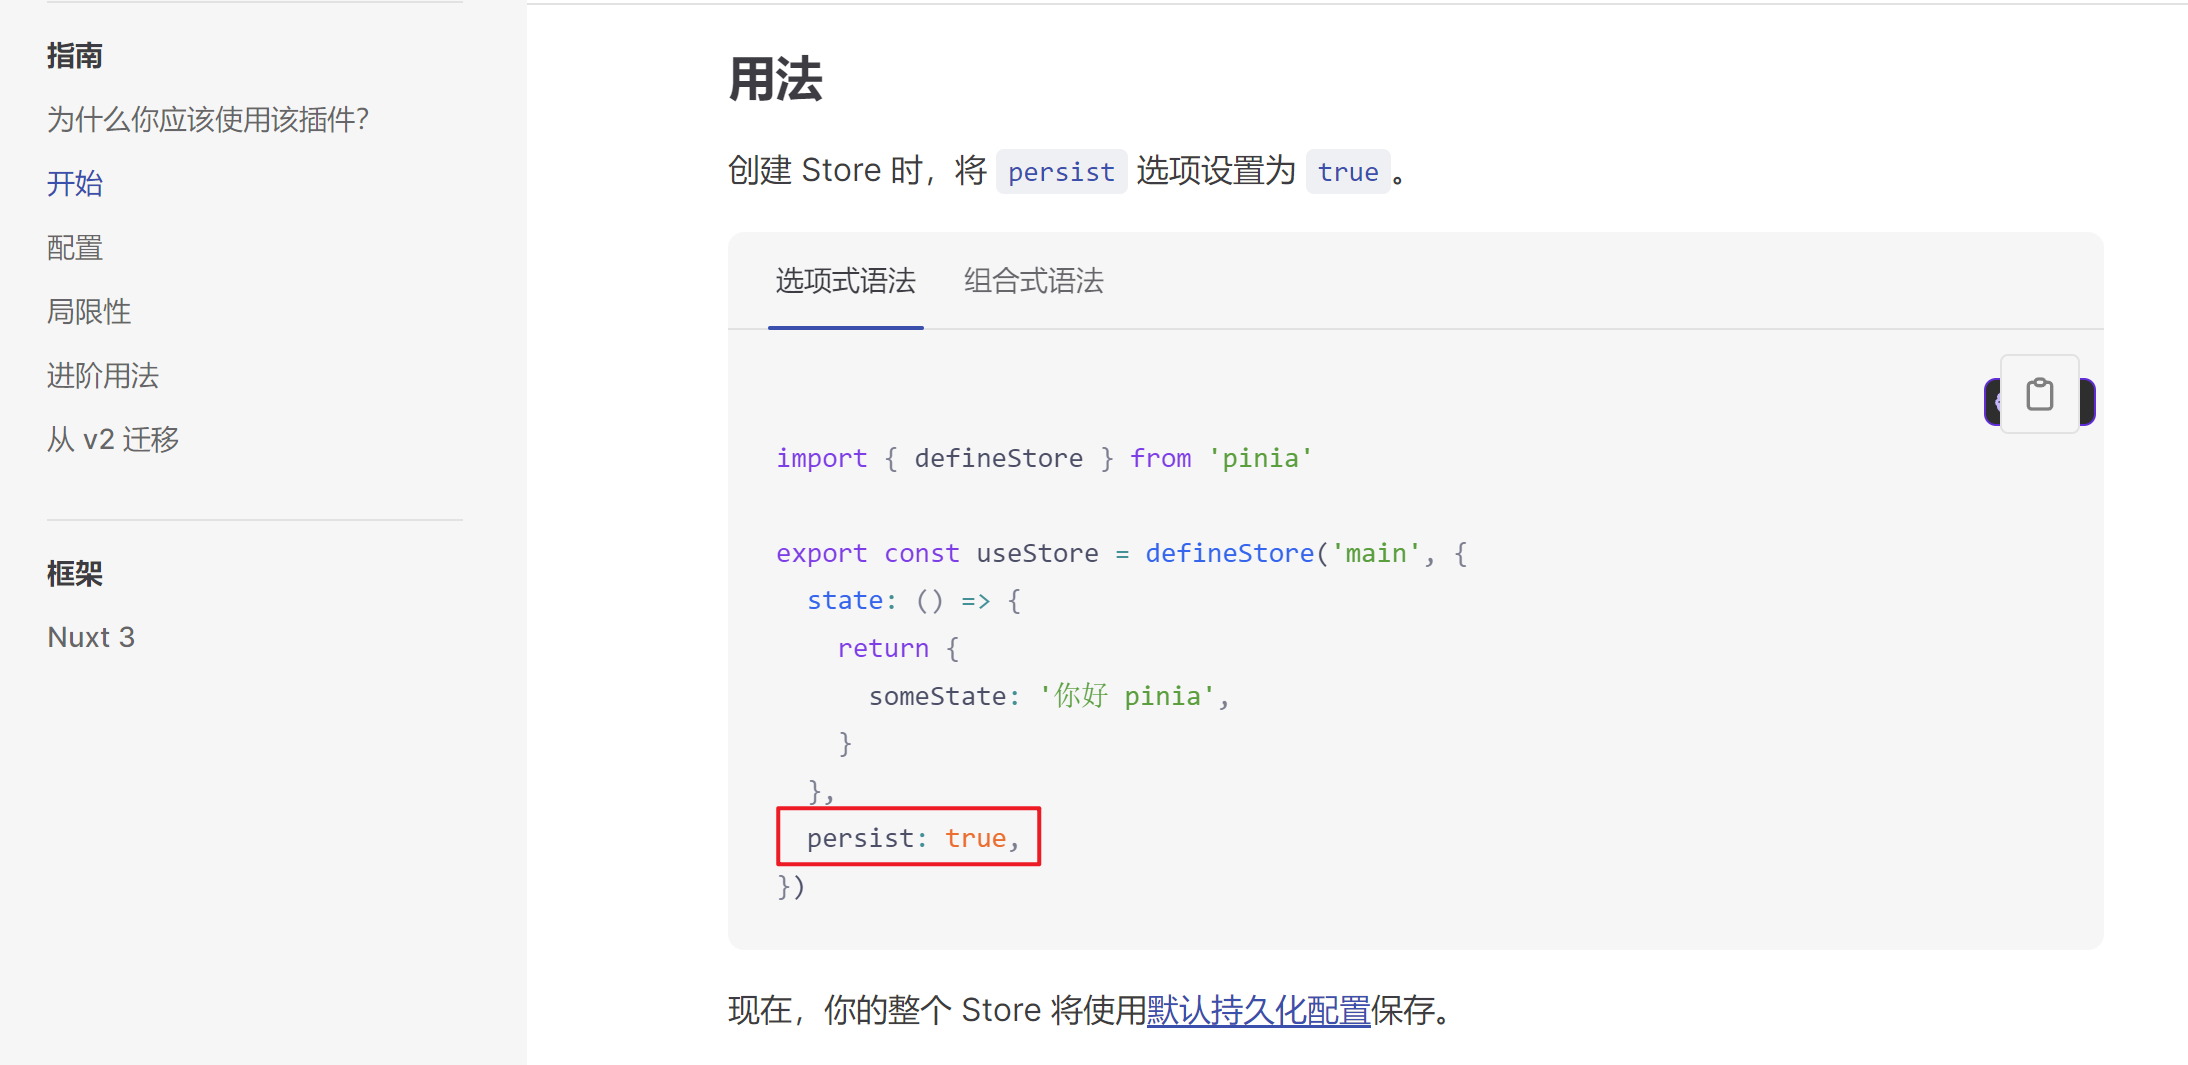 指南
为什么你应该使用该插件？
开始
配置
局限性
进阶用法
从 v2 迁移
框架
Nuxt 3
用法
创建 Store 时，将 persist 选项设置为 true 。
选项式语法 组合式语法
import { defineStore } from 'pinia'
export const useStore = defineStore('main', {
state: () => {
return {
someState: '你好 pinia',
}
},
persist: true,
})
现在，你的整个 Store 将使用默认持久化配置保存。